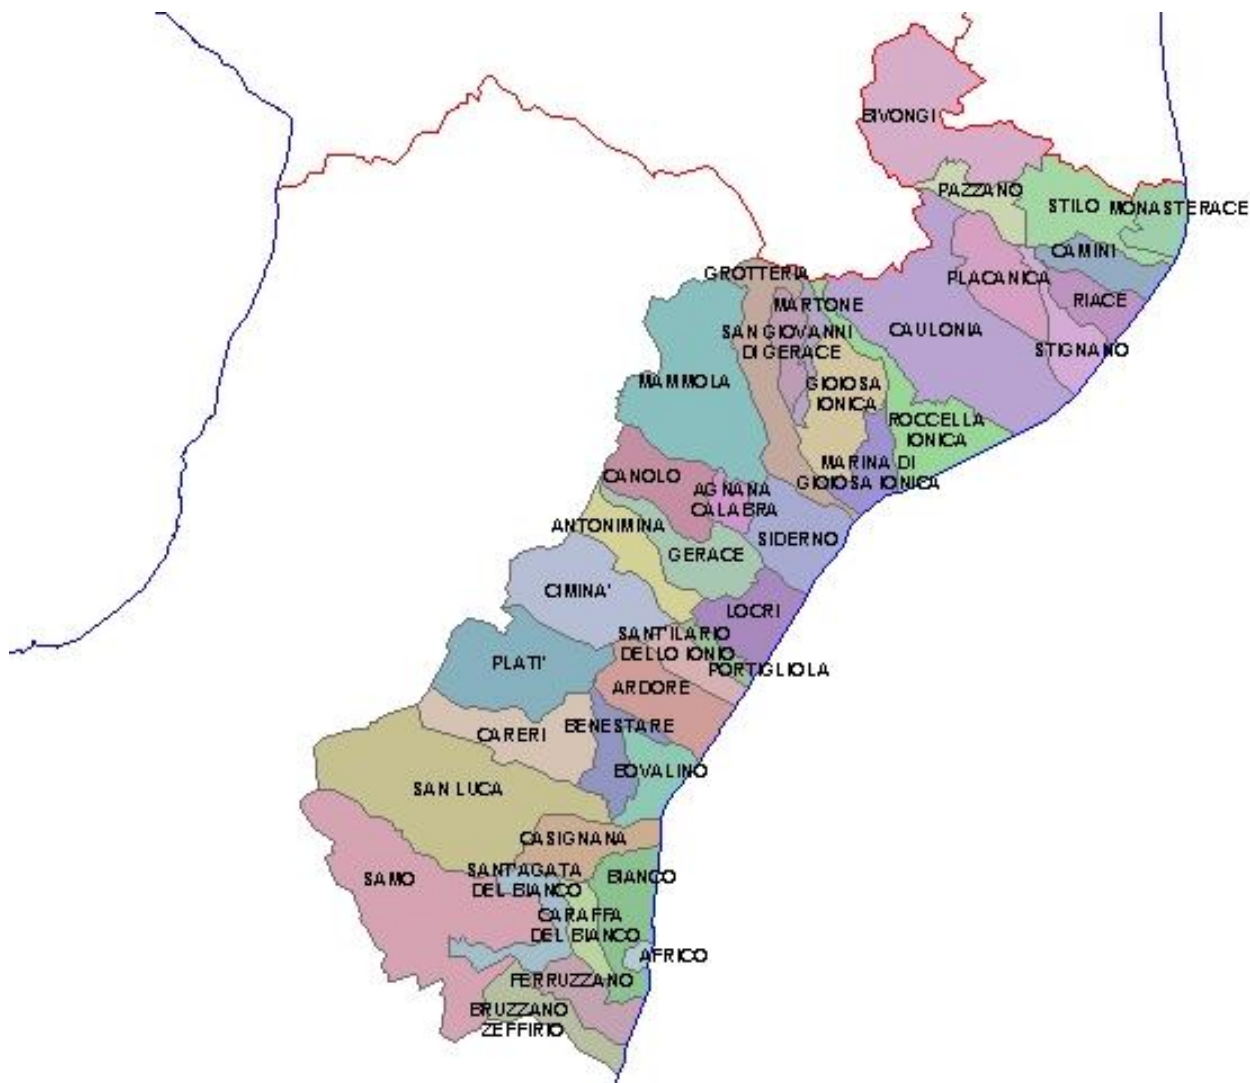 BIVONGI
PAZZANO
STILO
MONASTERACE
CAMINI
GROTTERIA
PLACANICA
MARTONE
RIACE
SAN GIOVANNI
DI GERACE
CAULONIA
STIGNANO
MAMMOLA
GIOIOSA
IONICA
ROCCELLA
IONICA
MARINA DI
GIOIOSA IONICA
CANOLO
AGNANA
CALABRA
ANTONIMINA
SIDERNO
GERACE
CIMINA'
LOCRI
SANT'ILARIO
DELLO IONIO
PLATI'
PORTIGLIOLA
ARDORE
BENESTARE
CARERI
BOVALINO
SAN LUCA
CASIGNANA
SANT'AGATA
DEL BIANCO
BIANCO
SAMO
CARAFFA
DEL BIANCO
AFRICO
FERRUZZANO
BRUZZANO
ZEFFIRIO